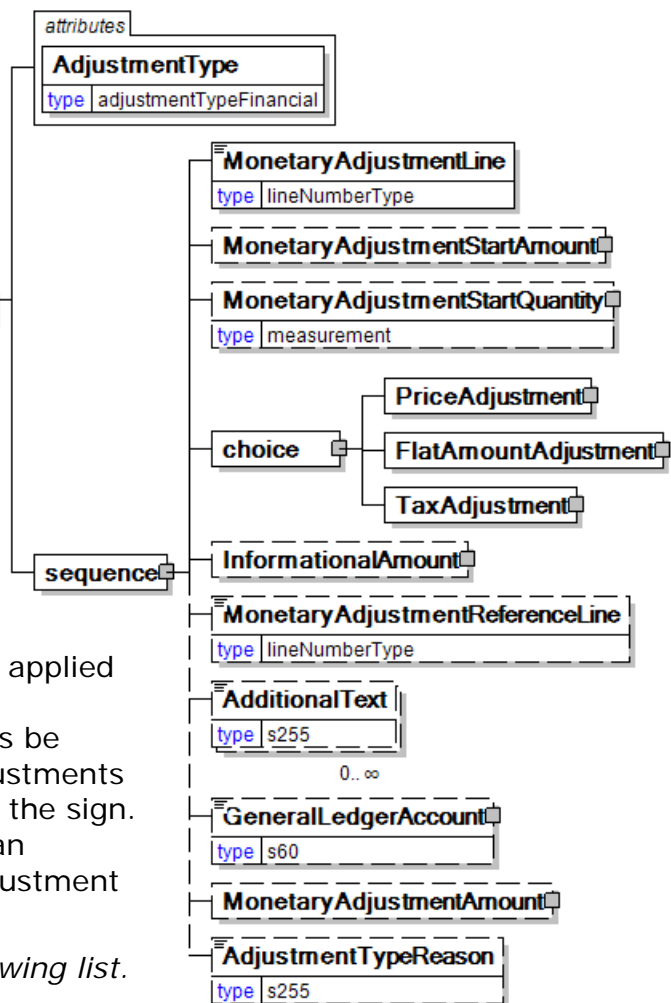 attributes
AdjustmentType
type adjustmentTypeFinancial
MonetaryAdjustmentLine
type lineNumberType
MonetaryAdjustmentStartAmount
MonetaryAdjustmentStartQuantity
type measurement
choice
PriceAdjustment
FlatAmountAdjustment
TaxAdjustment
sequence
InformationalAmount
MonetaryAdjustmentReferenceLine
type lineNumberType
AdditionalText
type s255
0.. ∞
GeneralLedgerAccount
type s60
MonetaryAdjustmentAmount
AdjustmentTypeReason
type s255
applied
s be
ustments
the sign.
an
justment
wing list.